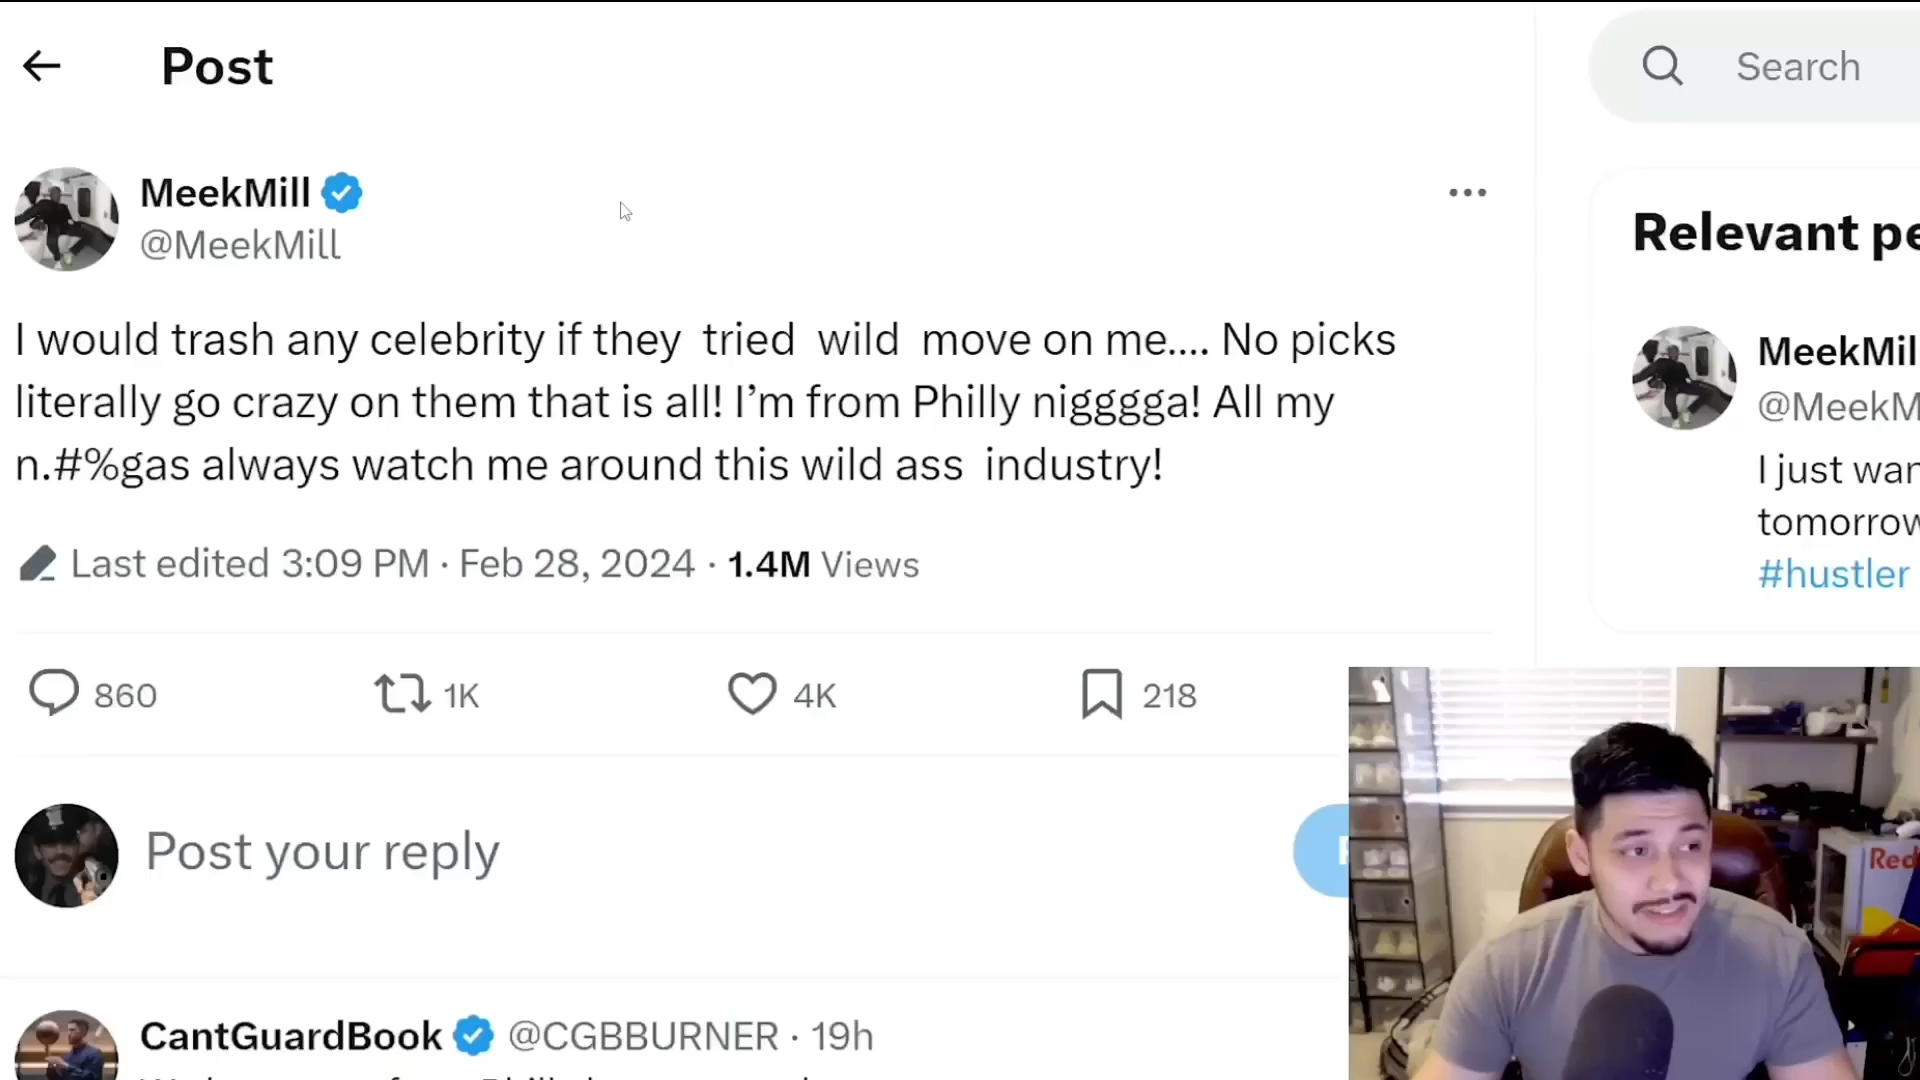 Post
Search
MeekMill
@MeekMill
I would trash any celebrity if they tried wild move on me.... No picks
literally go crazy on them that is all! I'm from Philly nigggga! All my
n.#%gas always watch me around this wild ass industry!
Last edited 3:09 PM · Feb 28, 2024 · 1.4M Views
860 1K 4K 218
Post your reply
CantGuardBook @CGBBURNER · 19h
Relevant pe
MeekMil
@MeekM
I just wan
tomorrow
#hustler
Red